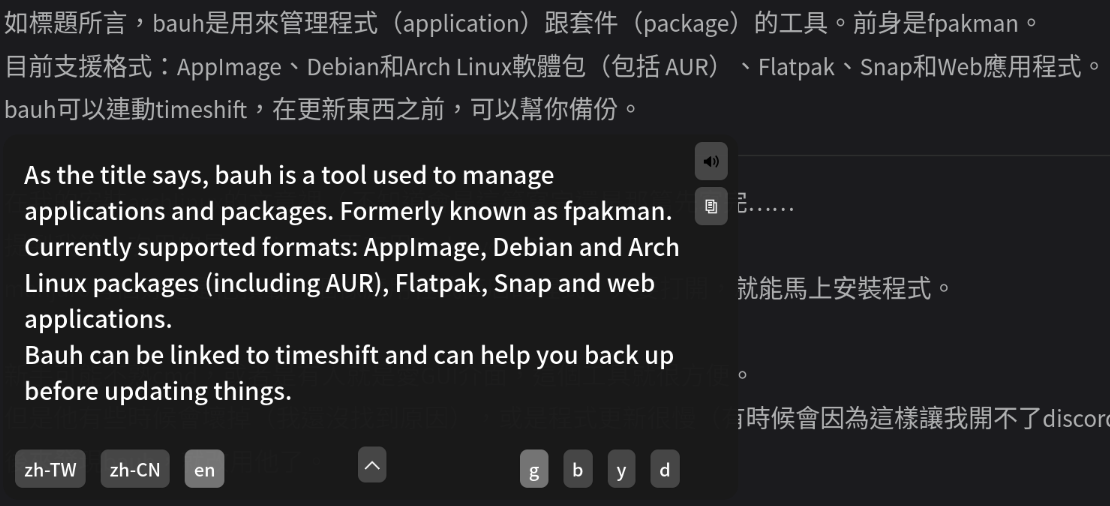 如標題所言，bauh是用來管理程式（application）跟套件（package）的工具。前身是fpakman。
目前支援格式：AppImage、Debian和Arch Linux軟體包（包括 AUR）、Flatpak、Snap和Web應用程式。
bauh可以連動timeshift，在更新東西之前，可以幫你備份。
As the title says, bauh is a tool used to manage
applications and packages. Formerly known as fpakman.
Currently supported formats: AppImage, Debian and Arch
Linux packages (including AUR), Flatpak, Snap and web
applications.
Bauh can be linked to timeshift and can help you back up
before updating things.
……
就能馬上安裝程式。
。
有時候會因為這樣讓我開不了discord
zh-TW zh-CN en g b y d